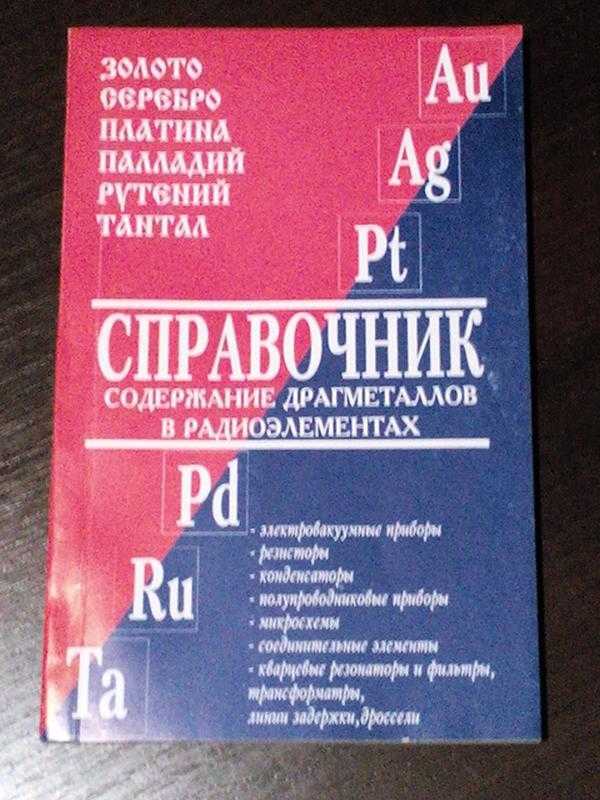 ЗОЛОТО
СЕРЕБРО
ПЛАТИНА
ПАЛЛАДИЙ
РУТЕНИЙ
ТАНТАЛ
Au
Ag
Pt
СПРАВОЧНИК
СОДЕРЖАНИЕ ДРАГМЕТАЛЛОВ
В РАДИОЭЛЕМЕНТАХ
Pd
Ru
Ta
- электровакуумные приборы
- резисторы
- конденсаторы
- полупроводниковые приборы
- микросхемы
- соединительные элементы
- кварцевые резонаторы и фильтры,
трансформатры,
линии задержки,дроссели